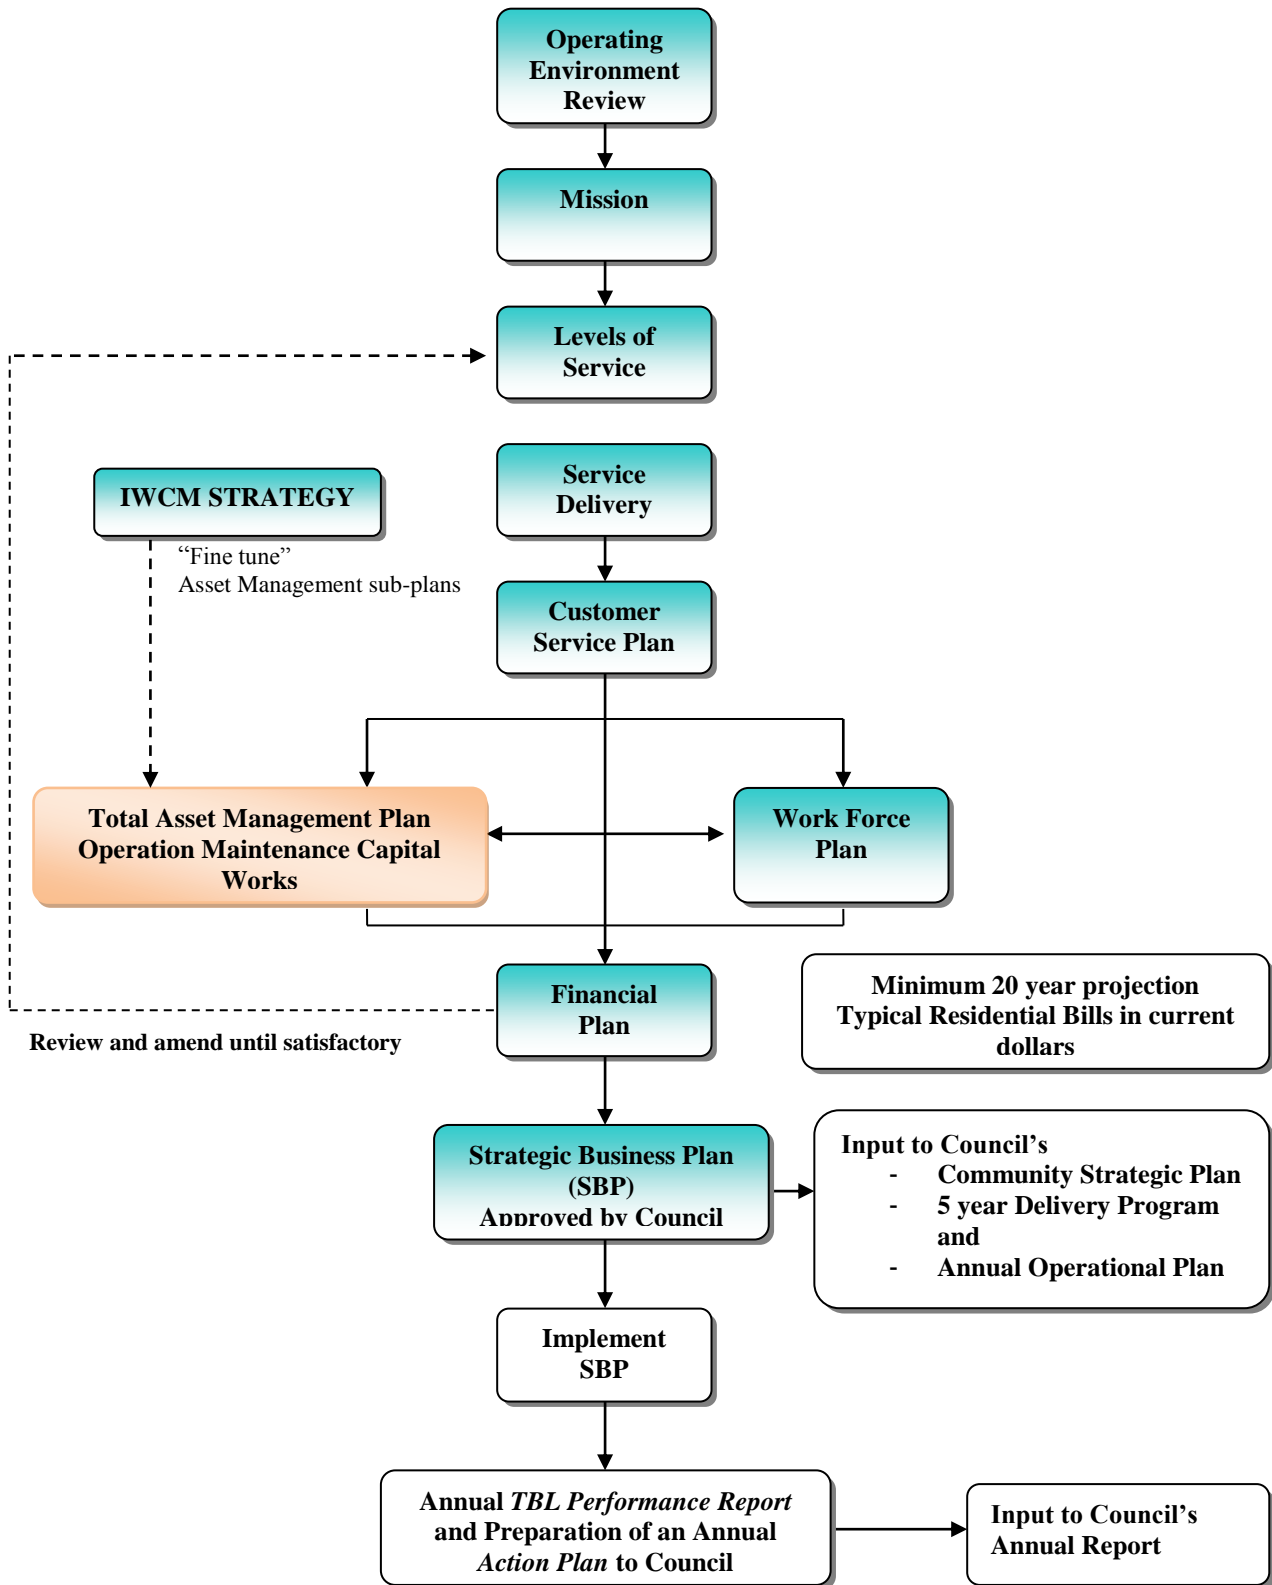 Operating
Environment
Review
Mission
Levels of
Service
Service
Delivery
IWCM STRATEGY
“Fine tune”
Asset Management sub-plans
Customer
Service Plan
Total Asset Management Plan
Operation Maintenance Capital
Works
Work Force
Plan
Financial
Plan
Minimum 20 year projection
Typical Residential Bills in current
dollars
Review and amend until satisfactory
Strategic Business Plan
(SBP)
Approved by Council
Input to Council’s
- Community Strategic Plan
- 5 year Delivery Program
and
- Annual Operational Plan
Implement
SBP
Annual TBL Performance Report
and Preparation of an Annual
Action Plan to Council
Input to Council’s
Annual Report